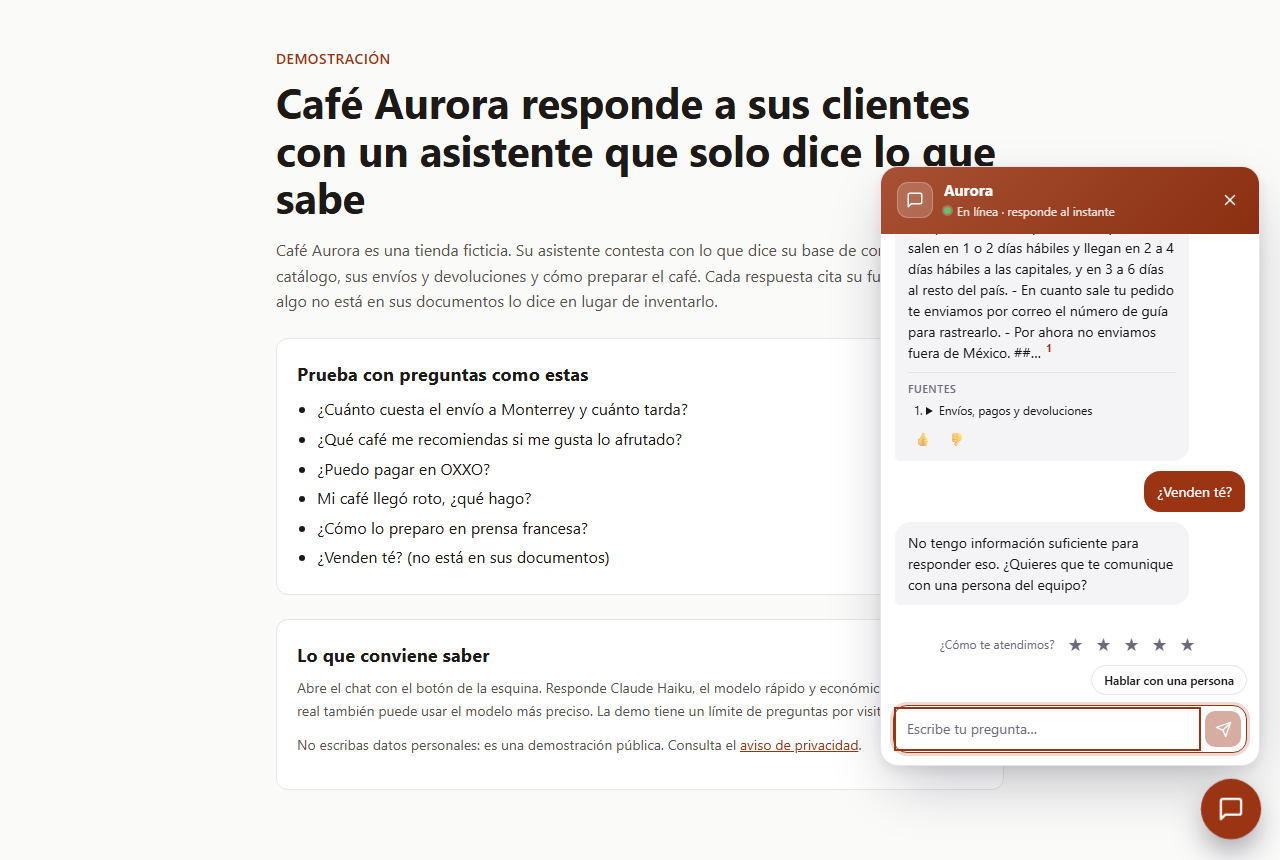 DEMOSTRACIÓN
Café Aurora responde a sus clientes
con un asistente que solo dice lo que
sabe
Café Aurora es una tienda ficticia. Su asistente contesta con lo que dice su base de
catálogo, sus envíos y devoluciones y cómo preparar el café. Cada respuesta cita su
algo no está en sus documentos lo dice en lugar de inventarlo.
Prueba con preguntas como estas
• ¿Cuánto cuesta el envío a Monterrey y cuánto tarda?
• ¿Qué café me recomiendas si me gusta lo afrutado?
• ¿Puedo pagar en OXXO?
• Mi café llegó roto, ¿qué hago?
• ¿Cómo lo preparo en prensa francesa?
• ¿Venden té? (no está en sus documentos)
Lo que conviene saber
Abre el chat con el botón de la esquina. Responde Claude Haiku, el modelo rápido y
real también puede usar el modelo más preciso. La demo tiene un límite de preguntas por
No escribas datos personales: es una demostración pública. Consulta el aviso de privacidad.
Aurora
En línea · responde al instante
salen en 1 o 2 días hábiles y llegan en 2 a 4
días hábiles a las capitales, y en 3 a 6 días
al resto del país. - En cuanto sale tu pedido
te enviamos por correo el número de guía
para rastrearlo. - Por ahora no enviamos
fuera de México. ##... 1
FUENTES
1. ▶ Envíos, pagos y devoluciones
¿Venden té?
No tengo información suficiente para
responder eso. ¿Quieres que te comunique
con una persona del equipo?
¿Cómo te atendimos? ★ ★ ★ ★ ★
Hablar con una persona
Escribe tu pregunta...